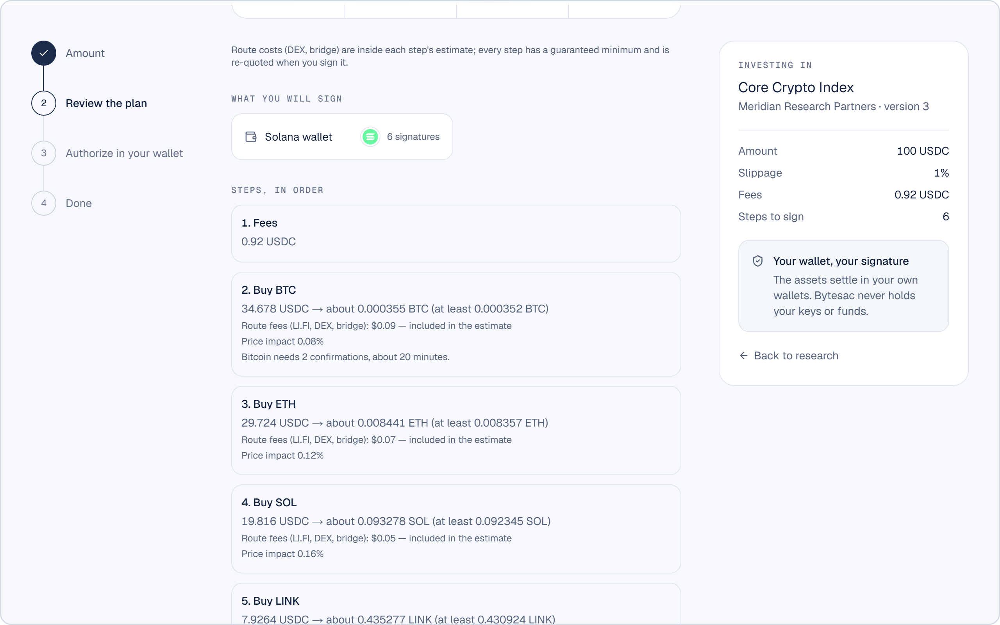 Amount
2
Review the plan
3
Authorize in your wallet
4
Done
Route costs (DEX, bridge) are inside each step's estimate; every step has a guaranteed minimum and is
re-quoted when you sign it.
WHAT YOU WILL SIGN
Solana wallet
6 signatures
STEPS, IN ORDER
1. Fees
0.92 USDC
2. Buy BTC
34.678 USDC → about 0.000355 BTC (at least 0.000352 BTC)
Route fees (LI.FI, DEX, bridge): $0.09 — included in the estimate
Price impact 0.08%
Bitcoin needs 2 confirmations, about 20 minutes.
3. Buy ETH
29.724 USDC → about 0.008441 ETH (at least 0.008357 ETH)
Route fees (LI.FI, DEX, bridge): $0.07 — included in the estimate
Price impact 0.12%
4. Buy SOL
19.816 USDC → about 0.093278 SOL (at least 0.092345 SOL)
Route fees (LI.FI, DEX, bridge): $0.05 — included in the estimate
Price impact 0.16%
5. Buy LINK
7.9264 USDC → about 0.435277 LINK (at least 0.430924 LINK)
INVESTING IN
Core Crypto Index
Meridian Research Partners · version 3
Amount 100 USDC
Slippage 1%
Fees 0.92 USDC
Steps to sign 6
Your wallet, your signature
The assets settle in your own
wallets. Bytesac never holds
your keys or funds.
← Back to research